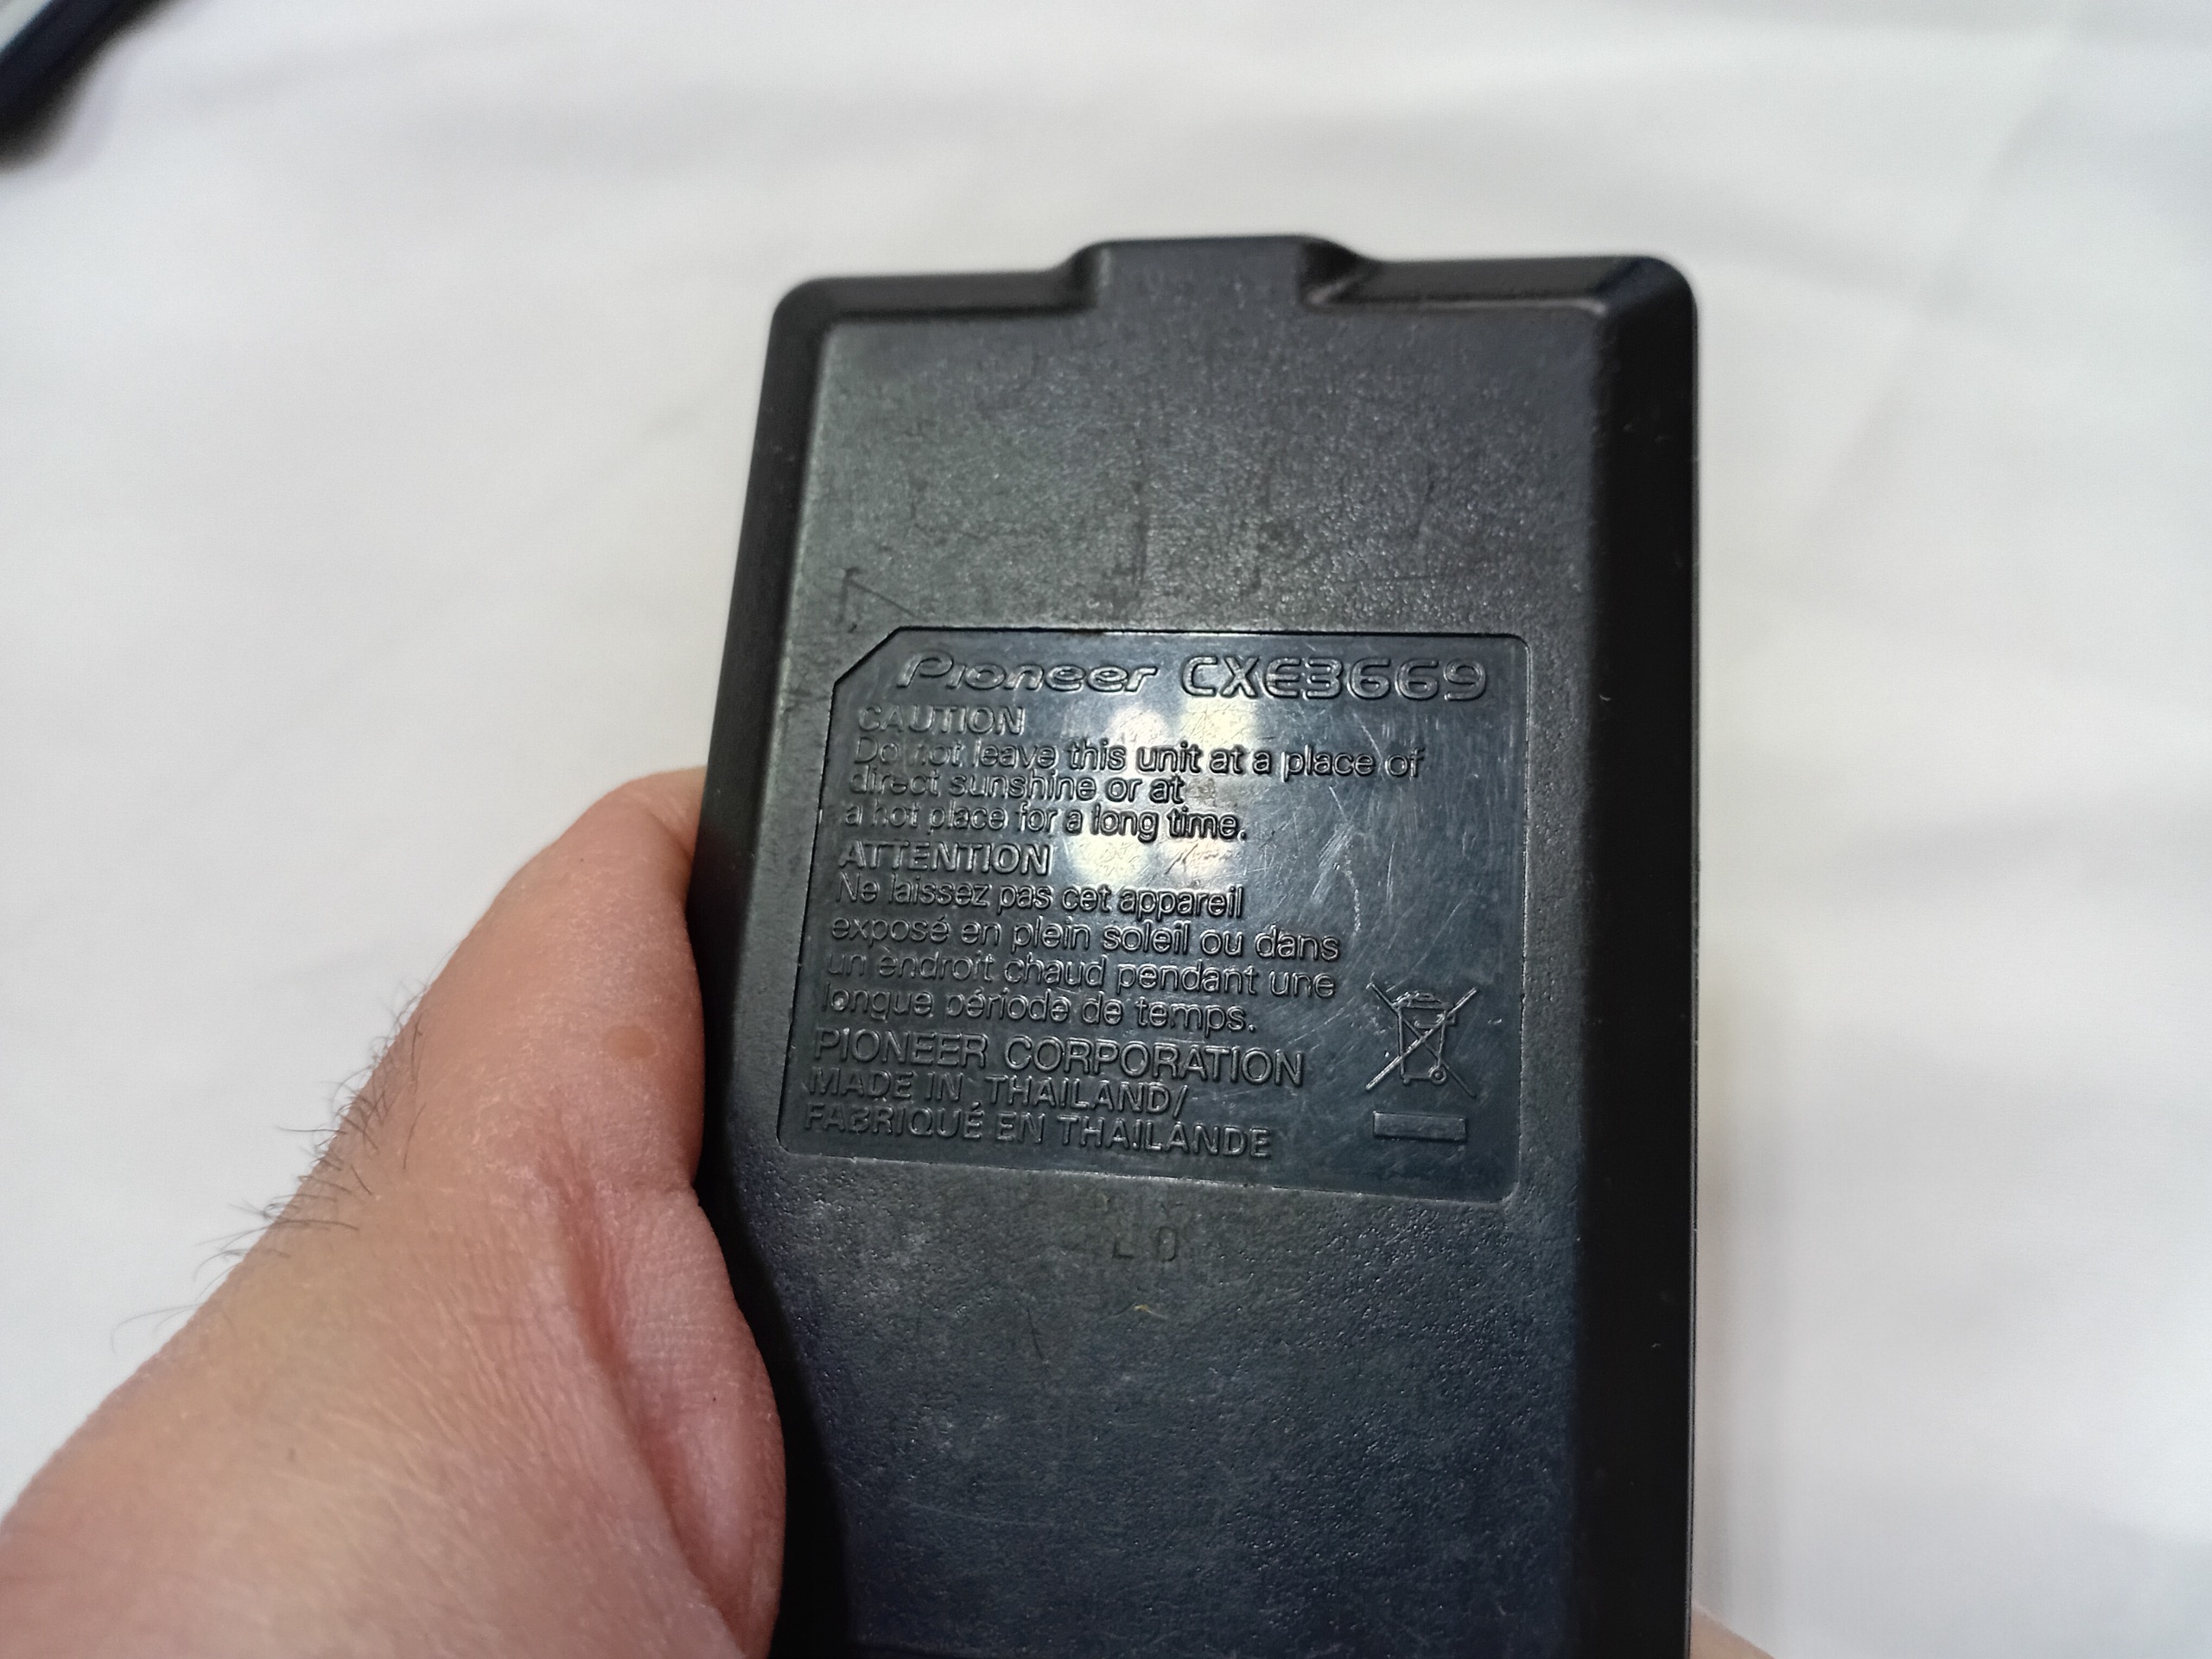 Pioneer CXE3669
CAUTION
Do not leave this unit at a place of
direct sunshine or at
a hot place for a long time.
ATTENTION
Ne laissez pas cet appareil
exposé en plein soleil ou dans
un èndroit chaud pendant une
longue période de temps.
PIONEER CORPORATION
MADE IN THAILAND/
FABRIQUÉ EN THAILANDE